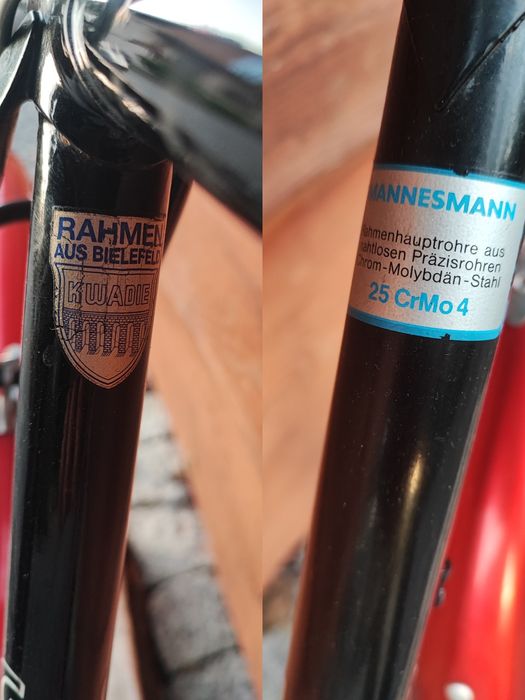 RAHMEN
AUS BIELEFELD
KWADIE
MANNESMANN
Rahmenhauptrohre aus
nahtlosen Präzisrohren
Chrom-Molybdän-Stahl
25 CrMo 4